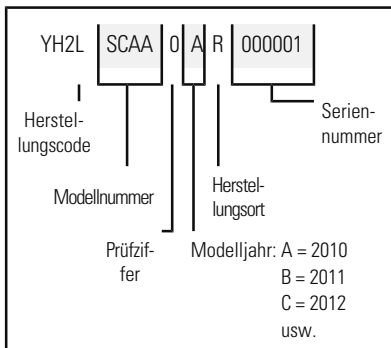 YH2L SCAA 0 A R 000001
Herstel-
lungscode
Serien-
nummer
Modellnummer
Herstel-
lungsort
Prüfzif-
fer
Modelljahr: A = 2010
B = 2011
C = 2012
usw.